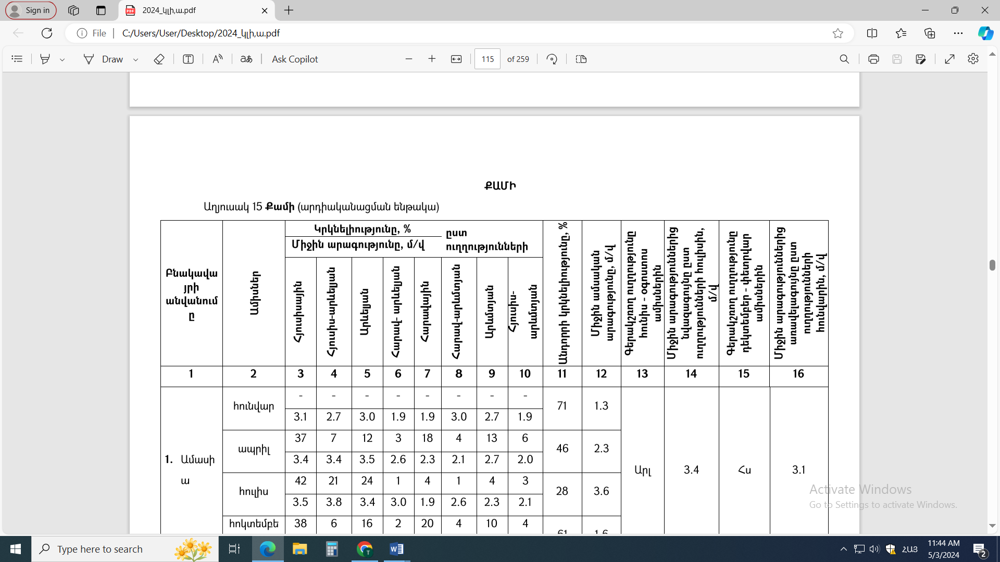 Sign in
2024_կլի,ա.pdf
File
C:/Users/User/Desktop/2024_կլի,ա.pdf
Draw
aあ
Ask Copilot
115 of 259
ՔԱՄԻ
Աղյուսակ 15 Քամի (արդիականացման ենթակա)
Բնակավա
յրի
անվանում
ը
Ամիսներ
Կրկնելիությունը, %
Միջին արագությունը, մ/վ
ըստ
ուղղությունների
Հյուսիսային
Հյուսիս-արևելյան
Արևելյան
Հարավ- արևելյան
Հարավային
Հարավ-արևմտյան
Արևմտյան
Հյուսիս-
արևմտյան
Անդորրի կրկնելիությունը,%
Միջին ամսական
արագությունը, մ/վ
Գերակշռող ուղղությունը
հունիս - օգոստոս
ամիսներին
Միջին արագություններից
նվազագույնը ըստ
ուղղությունների հուլիսին,
մ/վ
Գերակշռող ուղղությունը
դեկտեմբեր - փետրվար
ամիսներին
Միջին արագություններից
առավելագույնը ըստ
ուղղությունների
հունվարին, մ/վ
1 2 3 4 5 6 7 8 9 10 11 12 13 14 15 16
1. Ամասի
ա
հունվար
- - - - - - - -
3.1 2.7 3.0 1.9 1.9 3.0 2.7 1.9
71 1.3
ապրիլ
37 7 12 3 18 4 13 6
3.4 3.4 3.5 2.6 2.3 2.1 2.7 2.0
46 2.3
հուլիս
42 21 24 1 4 1 4 3
3.5 3.8 3.4 3.0 1.9 2.6 2.3 2.1
28 3.6
հոկտեմբե
38 6 16 2 20 4 10 4
61 1.6
Արլ 3.4 Հս 3.1
Activate Windows
Go to Settings to activate Windows.
Type here to search
ՀԱՅ
11:44 AM
5/3/2024
2